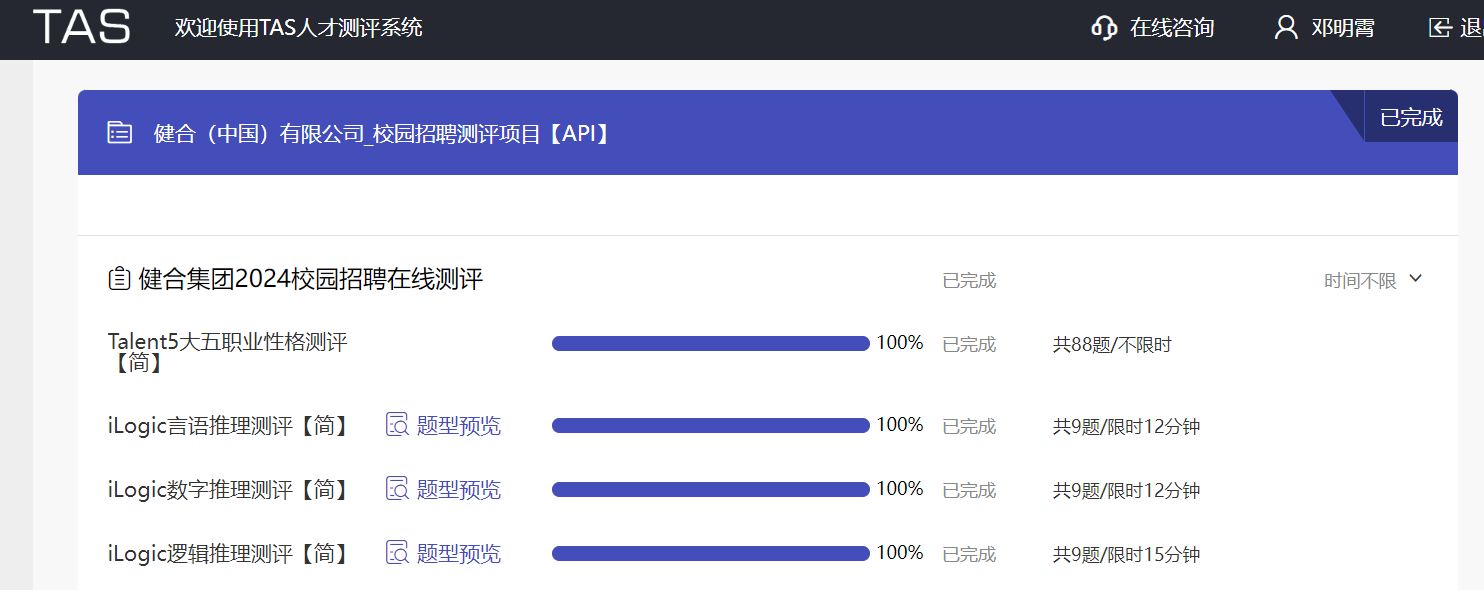 TAS 欢迎使用TAS人才测评系统 在线咨询 邓明霄
健合（中国）有限公司_校园招聘测评项目【API】 已完成
健合集团2024校园招聘在线测评 已完成 时间不限
Talent5大五职业性格测评
【简】 100% 已完成 共88题/不限时
iLogic言语推理测评【简】 题型预览 100% 已完成 共9题/限时12分钟
iLogic数字推理测评【简】 题型预览 100% 已完成 共9题/限时12分钟
iLogic逻辑推理测评【简】 题型预览 100% 已完成 共9题/限时15分钟